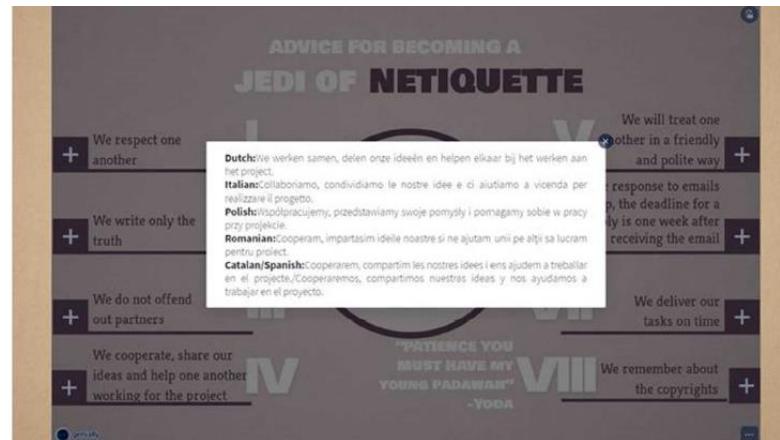 ADVICE FOR BECOMING A
JEDI OF NETIQUETTE
I
We respect one
another
We write only the
truth
III
We do not offend
out partners
IV
We cooperate, share our
ideas and help one another
working for the project
Dutch:We werken samen, delen onze ideeën en helpen elkaar bij het werken aan
het project.
Italian:Collaboriamo, condividiamo le nostre idee e ci aiutiamo a vicenda per
realizzare il progetto.
Polish:Współpracujemy, przedstawiamy swoje pomysły i pomagamy sobie w pracy
przy projekcie.
Romanian:Cooperam, impartasim ideile noastre si ne ajutam unii pe alții sa lucram
pentru proiect.
Catalan/Spanish:Cooperarem, compartim les nostres idees i ens ajudem a treballar
en el projecte./Cooperaremos, compartimos nuestras ideas y nos ayudamos a
trabajar en el proyecto.
V
We will treat one
other in a friendly
and polite way
response to emails
the deadline for a
is one week after
receiving the email
VII
We deliver our
tasks on time
VIII
We remember about
the copyrights
"PATIENCE YOU
MUST HAVE MY
YOUNG PADAWAN"
-YODA
genially